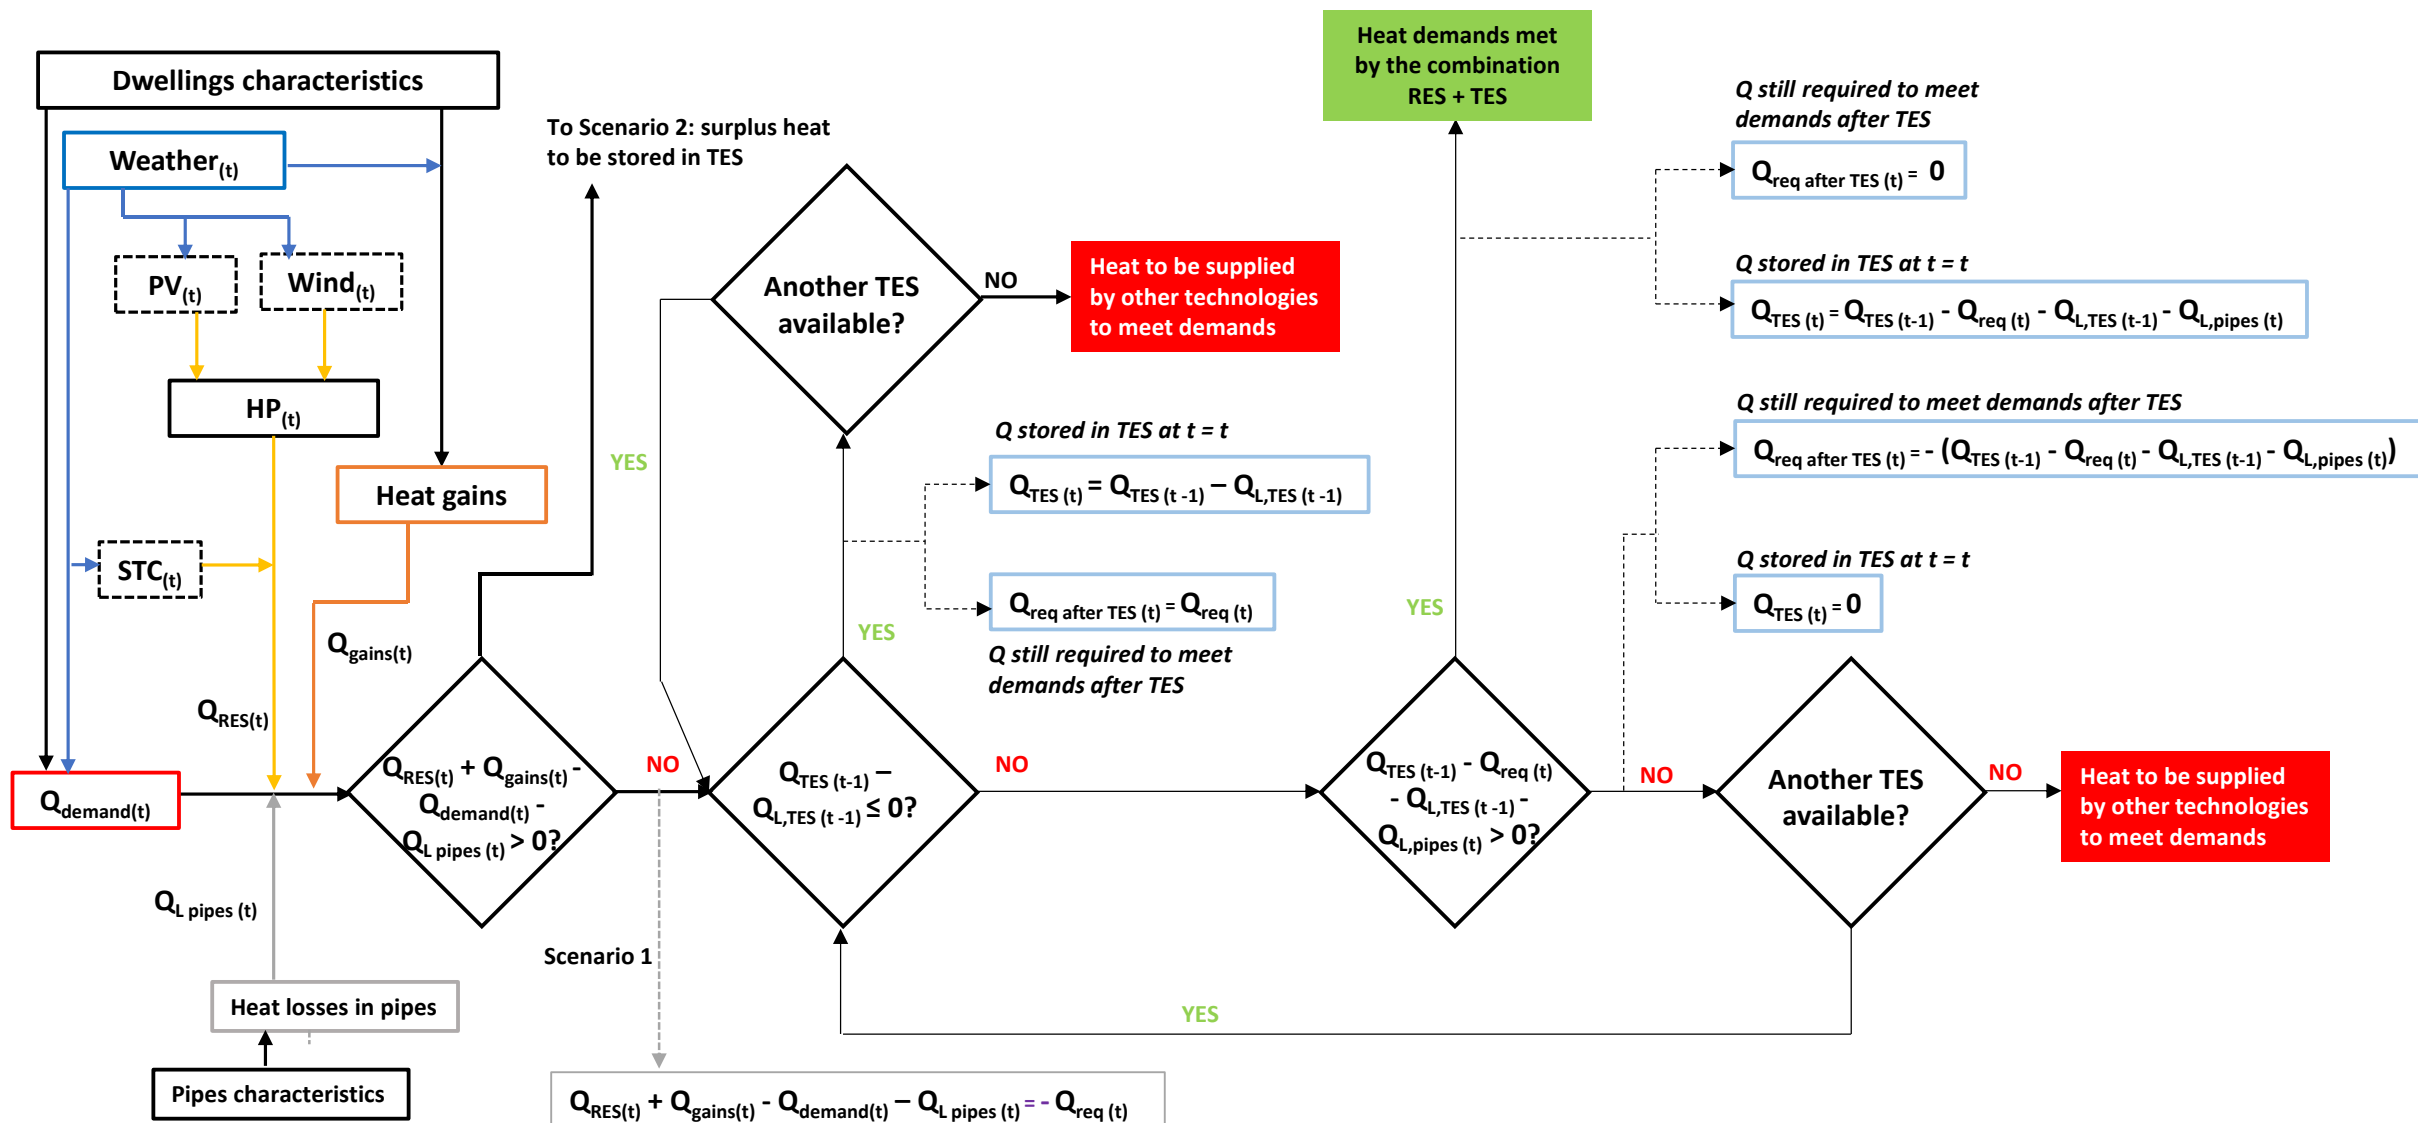 Dwellings characteristics
Weather(t)
PV(t)
Wind(t)
HP(t)
Heat gains
STC(t)
Qgains(t)
QRES(t)
Qdemand(t)
QL pipes (t)
Heat losses in pipes
Pipes characteristics
QRES(t) + Qgains(t) -
Qdemand(t) -
QL pipes (t) > 0?
To Scenario 2: surplus heat
to be stored in TES
NO
Scenario 1
QRES(t) + Qgains(t) - Qdemand(t) – QL pipes (t) = - Qreq (t)
YES
QTES (t-1) –
QL,TES (t -1) ≤ 0?
YES
Another TES
available?
NO
Heat to be supplied
by other technologies
to meet demands
Q stored in TES at t = t
QTES (t) = QTES (t -1) – QL,TES (t -1)
Qreq after TES (t) = Qreq (t)
Q still required to meet
demands after TES
NO
QTES (t-1) - Qreq (t)
- QL,TES (t -1) -
QL,pipes (t) > 0?
YES
Heat demands met
by the combination
RES + TES
Q still required to meet
demands after TES
Qreq after TES (t) = 0
Q stored in TES at t = t
QTES (t) = QTES (t-1) - Qreq (t) - QL,TES (t-1) - QL,pipes (t)
Q still required to meet demands after TES
Qreq after TES (t) = - (QTES (t-1) - Qreq (t) - QL,TES (t-1) - QL,pipes (t))
Q stored in TES at t = t
QTES (t) = 0
NO
Another TES
available?
NO
Heat to be supplied
by other technologies
to meet demands
YES